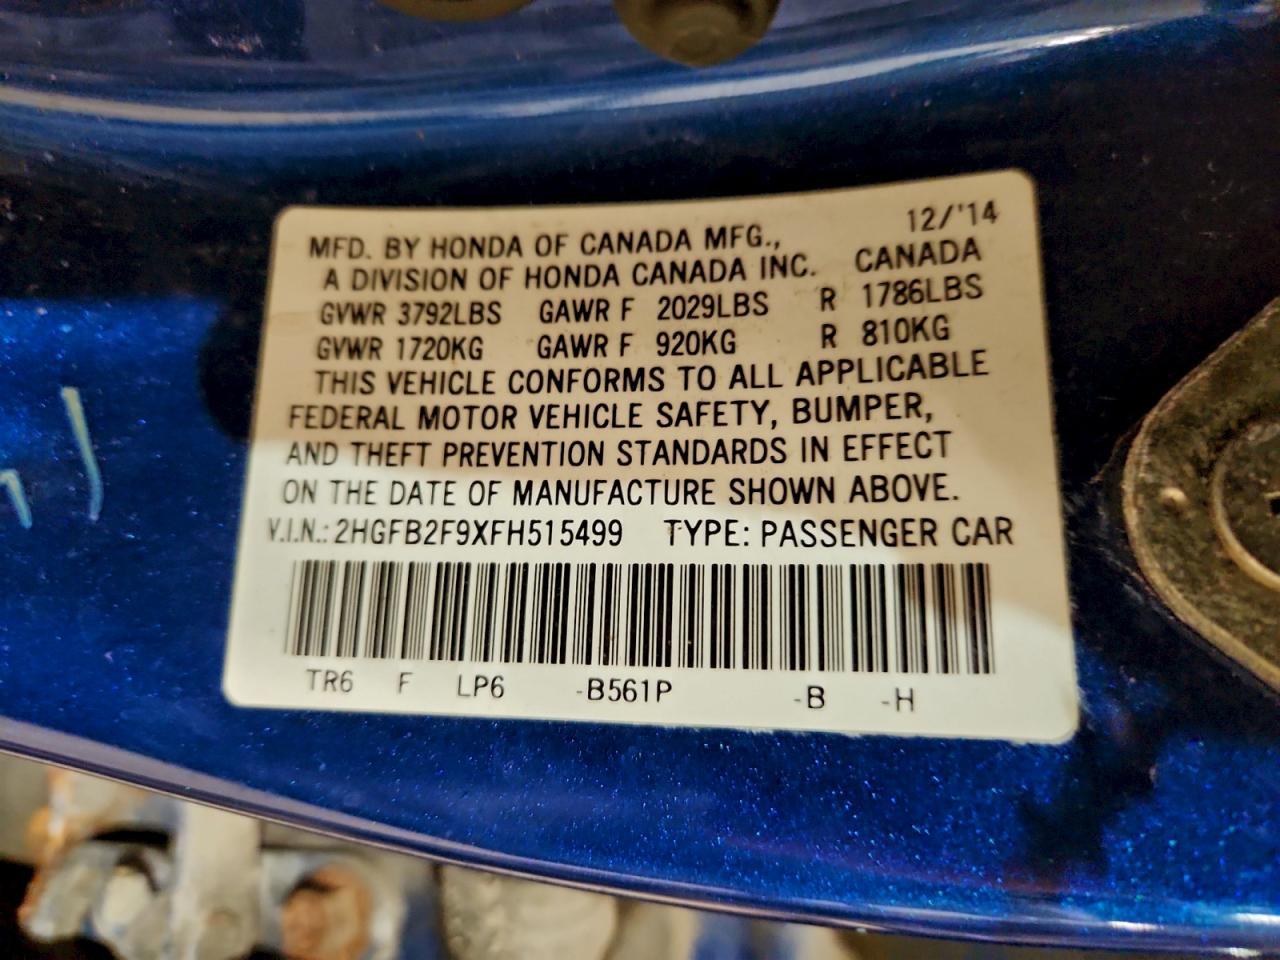 12/'14
MFD. BY HONDA OF CANADA MFG.,
A DIVISION OF HONDA CANADA INC. CANADA
GVWR 3792LBS GAWR F 2029LBS R 1786LBS
GVWR 1720KG GAWR F 920KG R 810KG
THIS VEHICLE CONFORMS TO ALL APPLICABLE
FEDERAL MOTOR VEHICLE SAFETY, BUMPER,
AND THEFT PREVENTION STANDARDS IN EFFECT
ON THE DATE OF MANUFACTURE SHOWN ABOVE.
V.I.N.: 2HGFB2F9XFH515499 TYPE: PASSENGER CAR
TR6 F LP6 -B561P -B -H